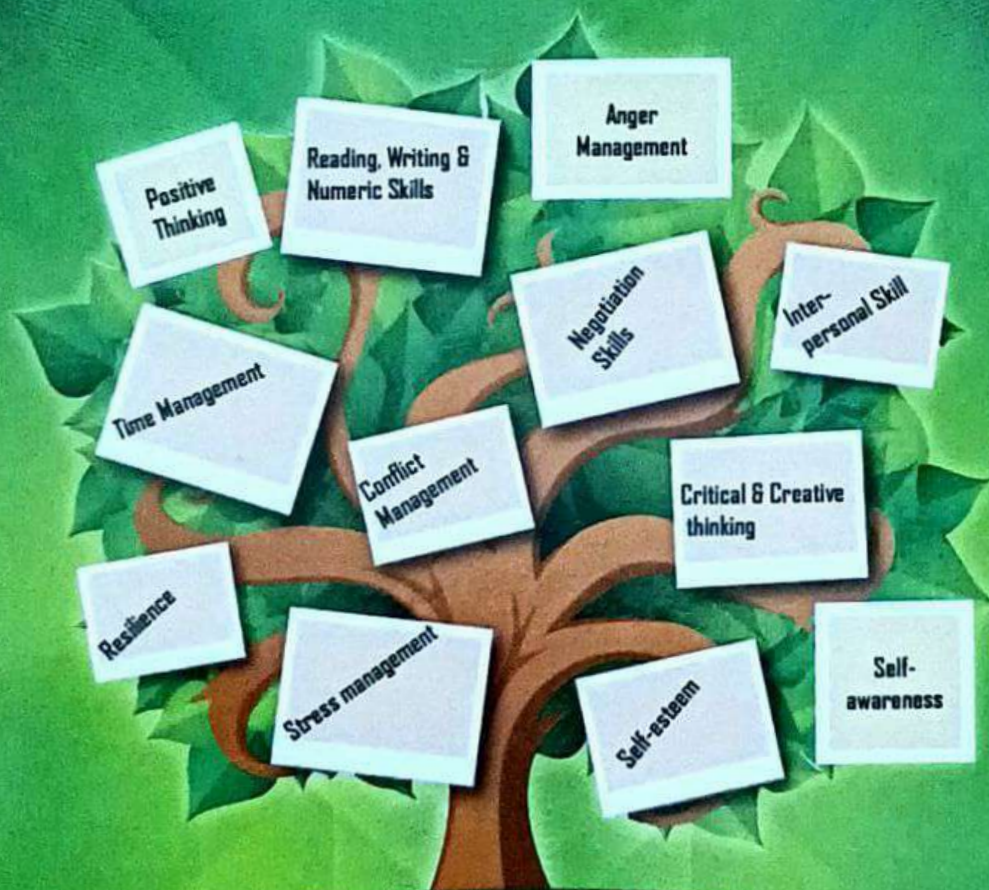 Anger
Management
Reading, Writing &
Numeric Skills
Positive
Thinking
Negotiation
Skills
Inter-
personal Skill
Time Management
Conflict
Management
Critical & Creative
thinking
Resilience
Stress management
Self-esteem
Self-
awareness